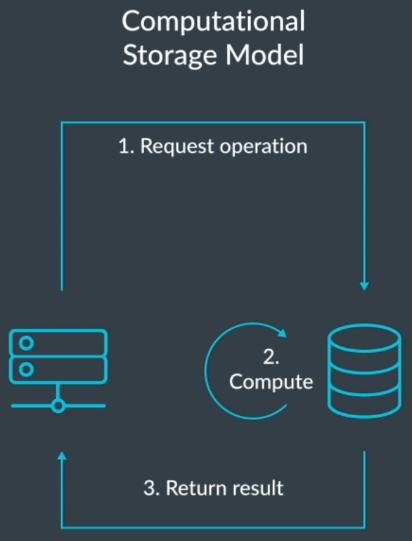 Computational
Storage Model
1. Request operation
2.
Compute
3. Return result